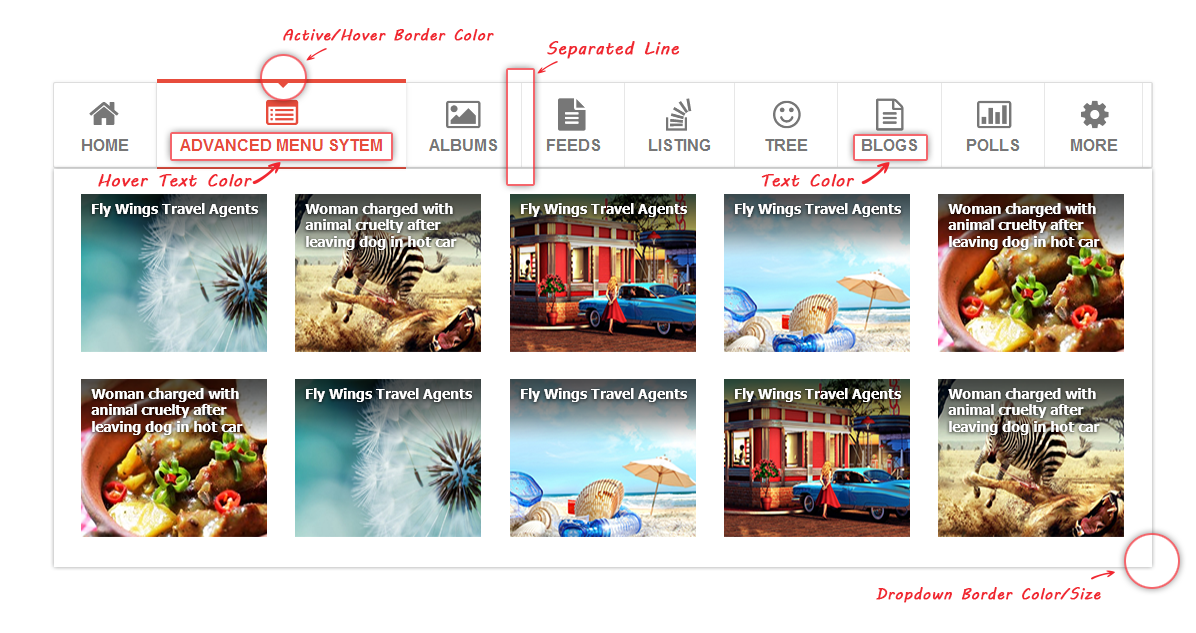 Active/Hover Border Color
Separated Line
HOME
ADVANCED MENU SYTEM
ALBUMS
FEEDS
LISTING
TREE
BLOGS
POLLS
MORE
Hover Text Color
Text Color
Fly Wings Travel Agents
Woman charged with
animal cruelty after
leaving dog in hot car
Fly Wings Travel Agents
Fly Wings Travel Agents
Woman charged with
animal cruelty after
leaving dog in hot car
Woman charged with
animal cruelty after
leaving dog in hot car
Fly Wings Travel Agents
Fly Wings Travel Agents
Fly Wings Travel Agents
Woman charged with
animal cruelty after
leaving dog in hot car
Dropdown Border Color/Size